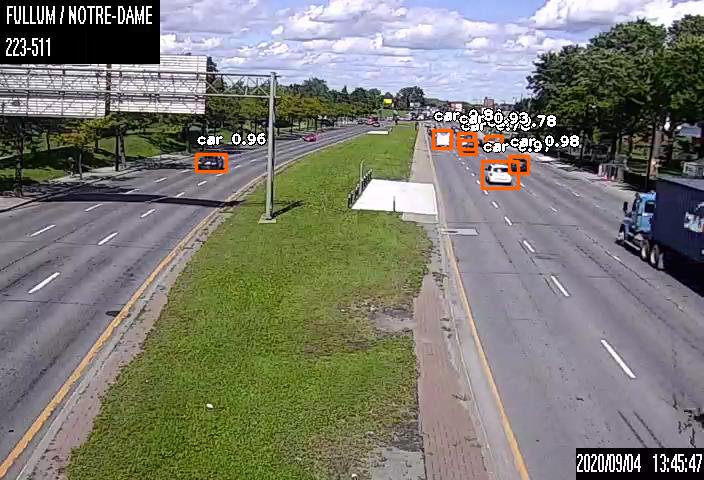 FULLUM / NOTRE-DAME
223-511
car 0.96
car 0.98
2020/09/04 13:45:47